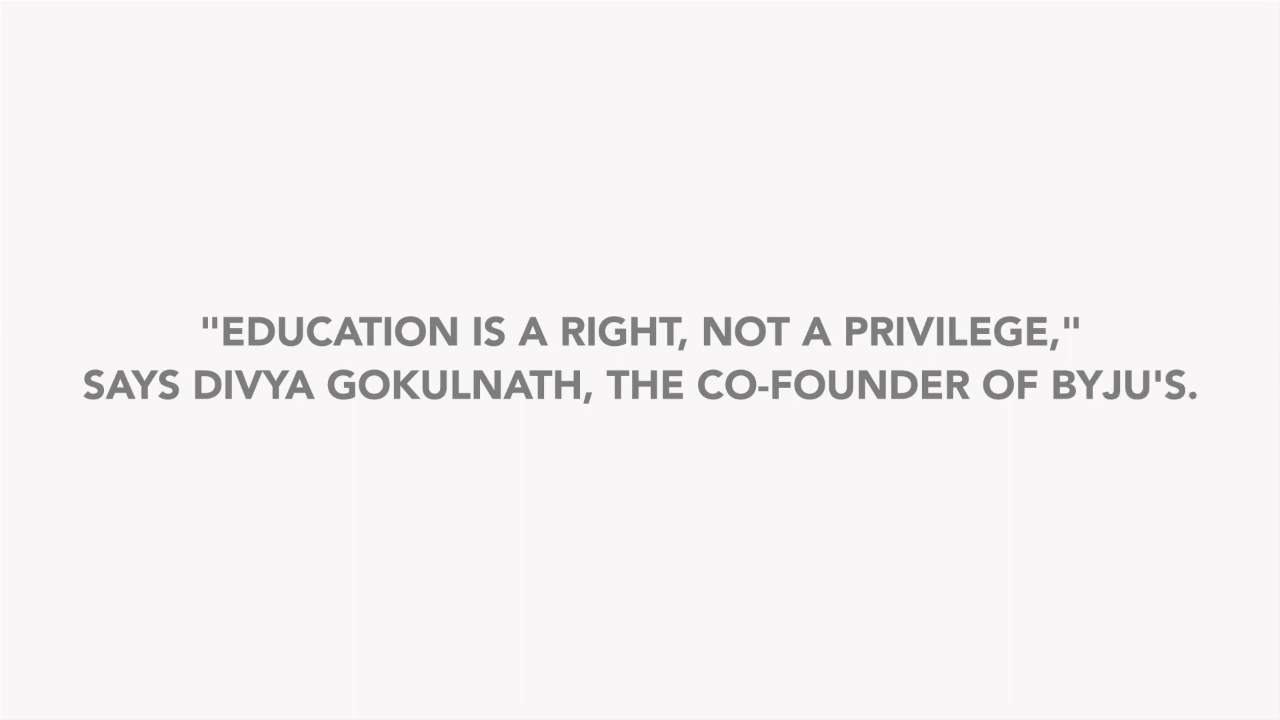 "EDUCATION IS A RIGHT, NOT A PRIVILEGE,"
SAYS DIVYA GOKULNATH, THE CO-FOUNDER OF BYJU'S.